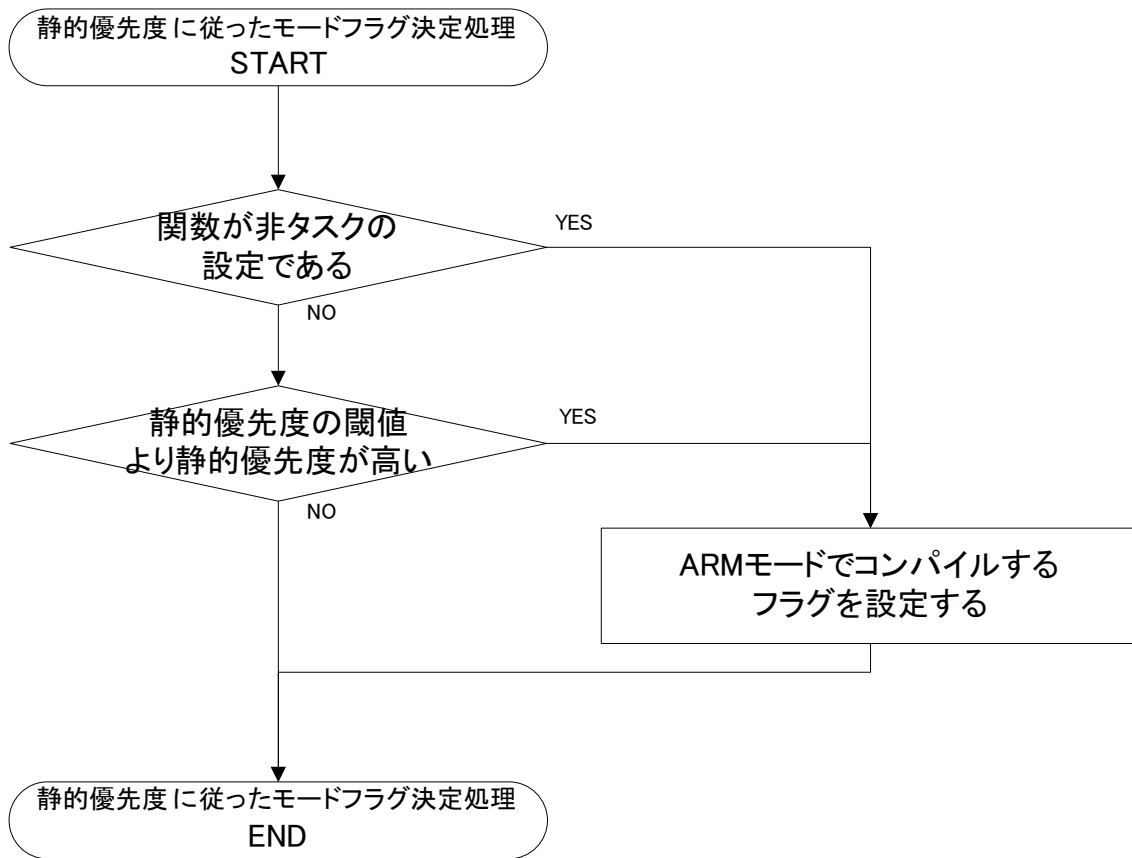 静的優先度に従ったモードフラグ決定処理
START
関数が非タスクの
設定である
YES
NO
静的優先度の閾値
より静的優先度が高い
YES
NO
ARMモードでコンパイルする
フラグを設定する
静的優先度に従ったモードフラグ決定処理
END